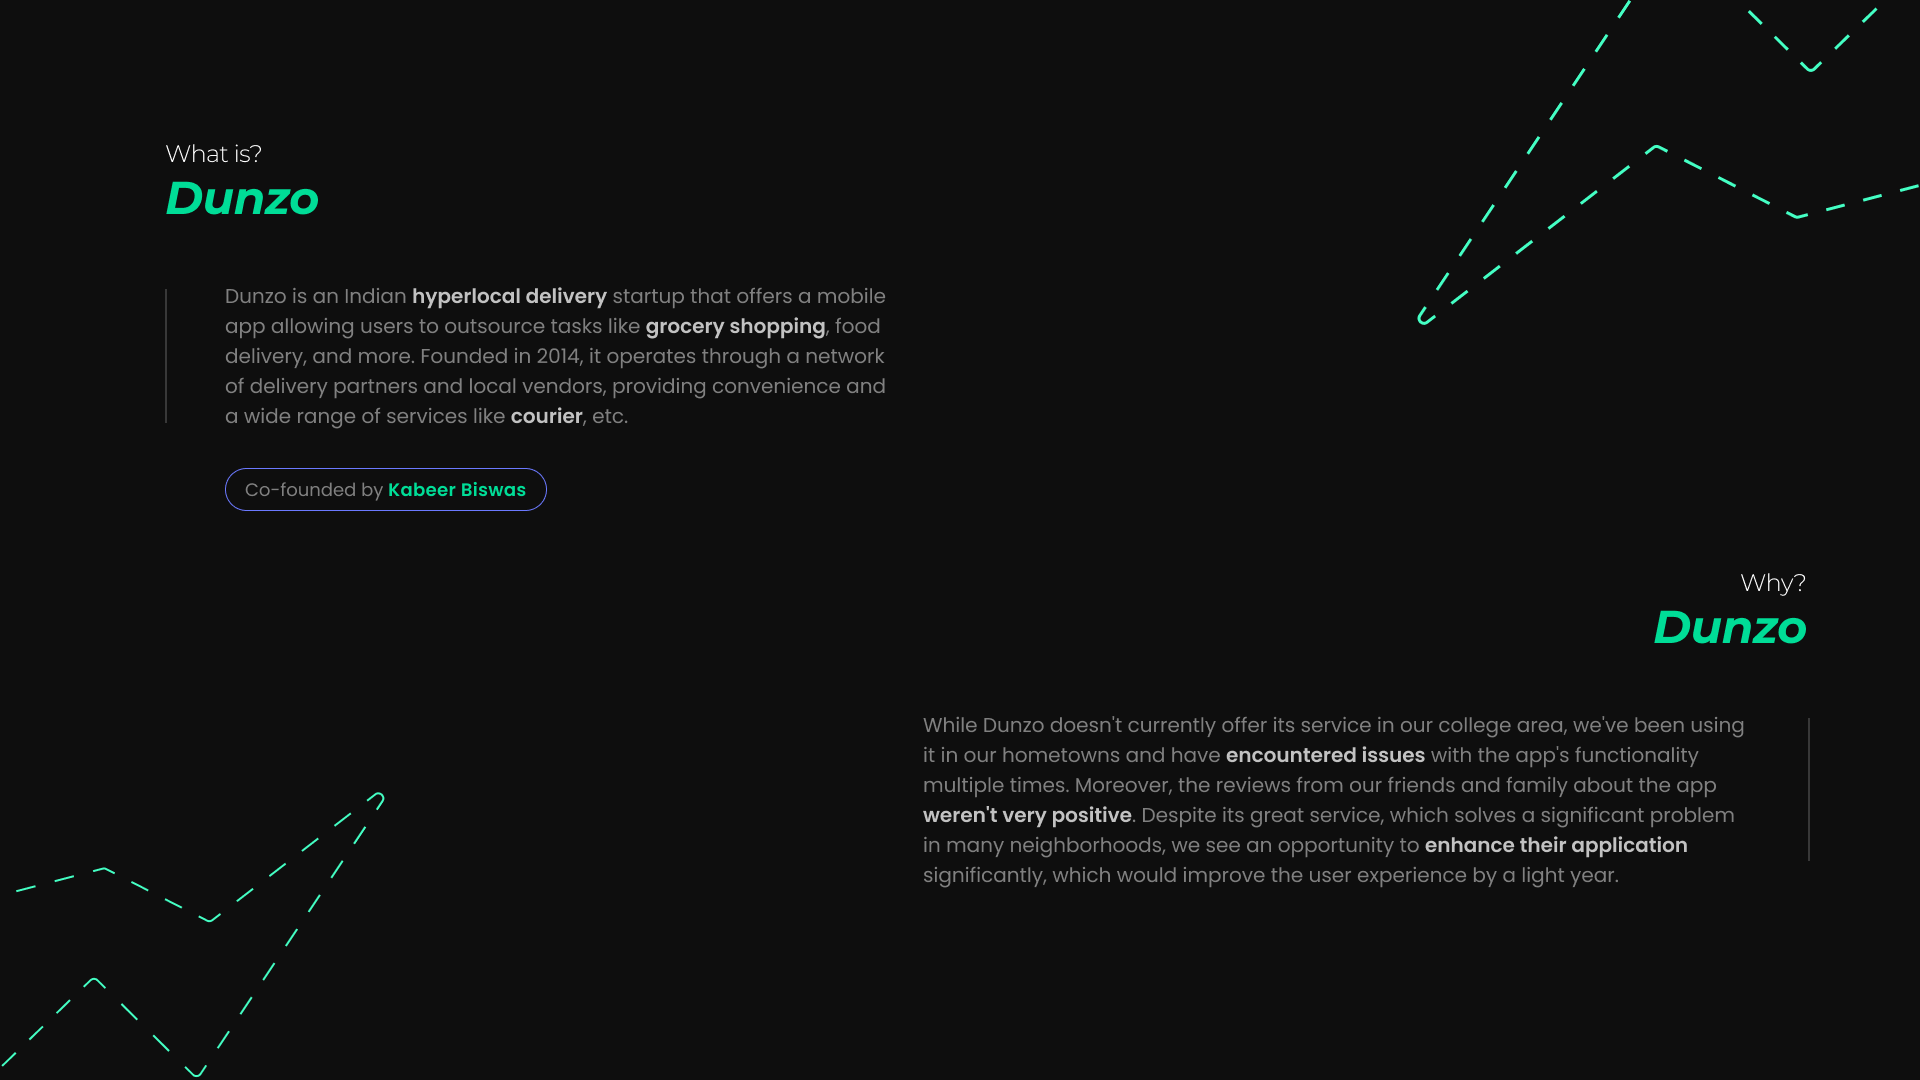 What is?
Dunzo
Dunzo is an Indian hyperlocal delivery startup that offers a mobile
app allowing users to outsource tasks like grocery shopping, food
delivery, and more. Founded in 2014, it operates through a network
of delivery partners and local vendors, providing convenience and
a wide range of services like courier, etc.
Co-founded by Kabeer Biswas
Why?
Dunzo
While Dunzo doesn't currently offer its service in our college area, we've been using
it in our hometowns and have encountered issues with the app's functionality
multiple times. Moreover, the reviews from our friends and family about the app
weren't very positive. Despite its great service, which solves a significant problem
in many neighborhoods, we see an opportunity to enhance their application
significantly, which would improve the user experience by a light year.